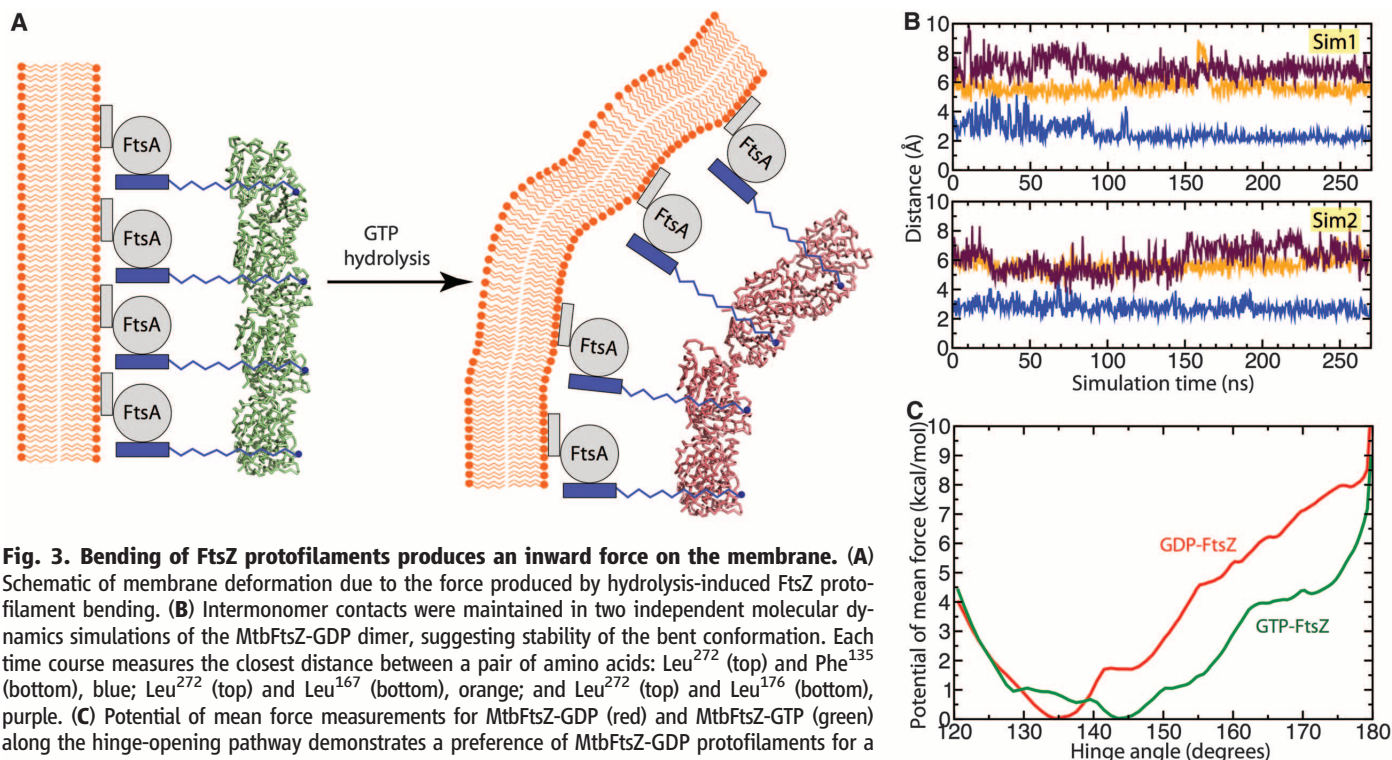 A
FtsA
FtsA
FtsA
FtsA
GTP
hydrolysis
FtsA
FtsA
FtsA
FtsA
B
Distance (Å)
10
8
6
4
2
0
Sim1
0 50 100 150 200 250
10
8
6
4
2
0
Sim2
0 50 100 150 200 250
Simulation time (ns)
C
Potential of mean force (kcal/mol)
10
9
8
7
6
5
4
3
2
1
0
GDP-FtsZ
GTP-FtsZ
120 130 140 150 160 170 180
Hinge angle (degrees)
Fig. 3. Bending of FtsZ protofilaments produces an inward force on the membrane. (A)
Schematic of membrane deformation due to the force produced by hydrolysis-induced FtsZ proto-
filament bending. (B) Intermonomer contacts were maintained in two independent molecular dy-
namics simulations of the MtbFtsZ-GDP dimer, suggesting stability of the bent conformation. Each
time course measures the closest distance between a pair of amino acids: Leu²⁷² (top) and Phe¹³⁵
(bottom), blue; Leu²⁷² (top) and Leu¹⁶⁷ (bottom), orange; and Leu²⁷² (top) and Leu¹⁷⁶ (bottom),
purple. (C) Potential of mean force measurements for MtbFtsZ-GDP (red) and MtbFtsZ-GTP (green)
along the hinge-opening pathway demonstrates a preference of MtbFtsZ-GDP protofilaments for a